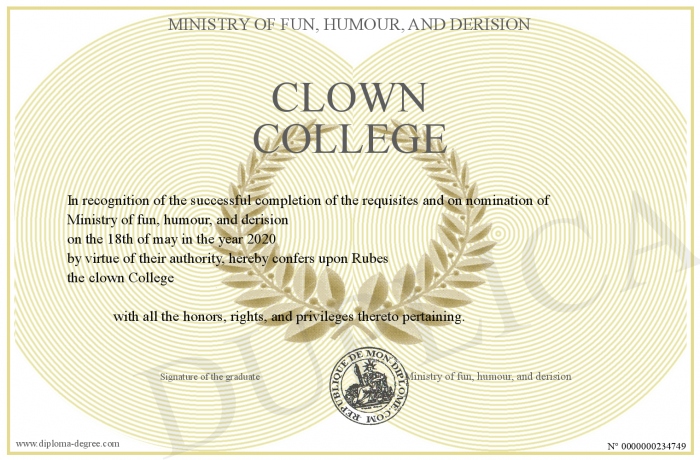 MINISTRY OF FUN, HUMOUR, AND DERISION
CLOWN
COLLEGE
In recognition of the successful completion of the requisites and on nomination of
Ministry of fun, humour, and derision
on the 18th of may in the year 2020
by virtue of their authority, hereby confers upon Rubes
the clown College
with all the honors, rights, and privileges thereto pertaining.
DUPLICATA
Signature of the graduate
REPUBLIQUE DE MON-DIPLOME.COM
Ministry of fun, humour, and derision
www.diploma-degree.com
N° 0000000234749